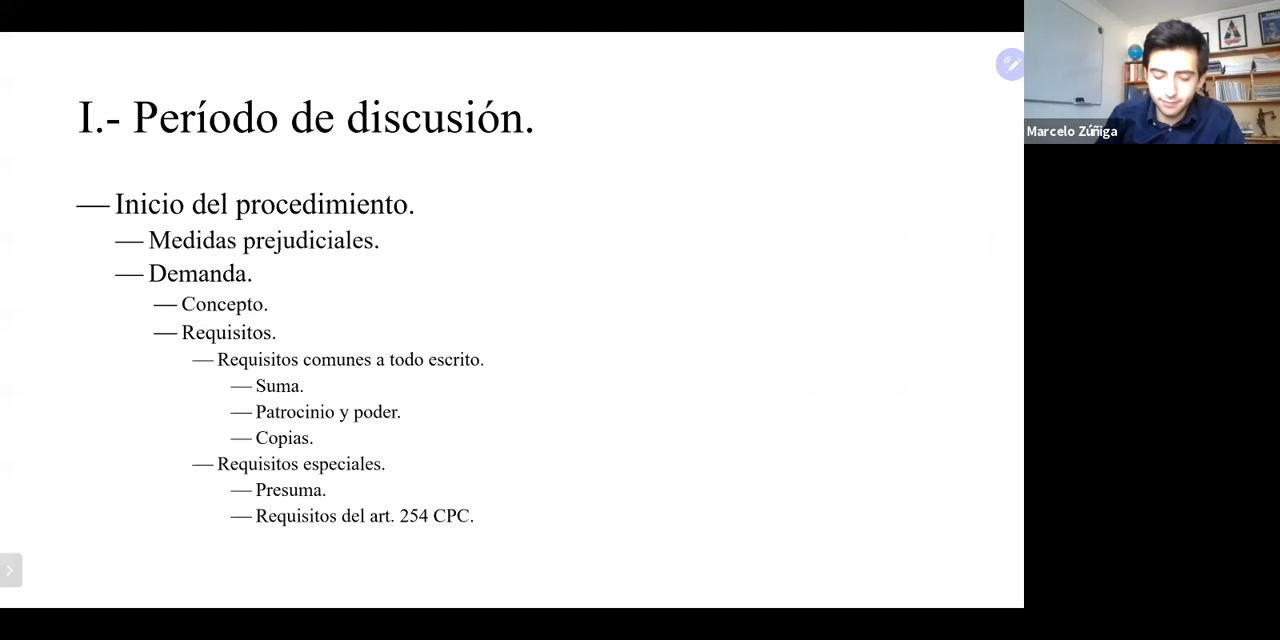 I.- Período de discusión.
— Inicio del procedimiento.
— Medidas prejudiciales.
— Demanda.
— Concepto.
— Requisitos.
— Requisitos comunes a todo escrito.
— Suma.
— Patrocinio y poder.
— Copias.
— Requisitos especiales.
— Presuma.
— Requisitos del art. 254 CPC.
Marcelo Zúñiga